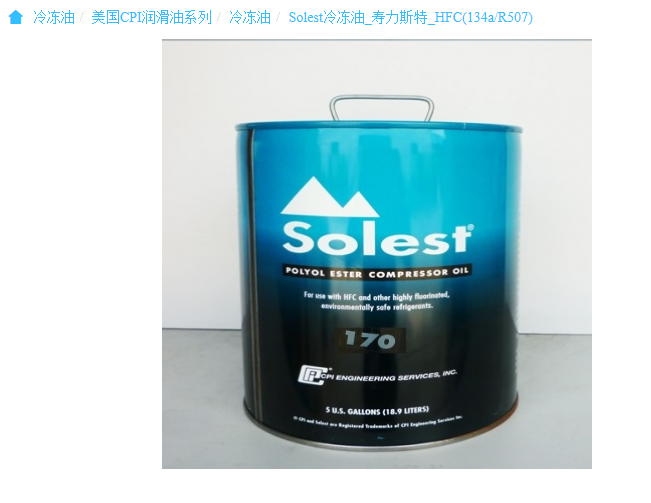 冷冻油 / 美国CPI润滑油系列 / 冷冻油 / Solest冷冻油_寿力斯特_HFC(134a/R507)
Solest®
POLYOL ESTER COMPRESSOR OIL
For use with HFC and other highly fluorinated,
environmentally safe refrigerants.
170
CPI ENGINEERING SERVICES, INC.
5 U.S. GALLONS (18.9 LITERS)
® CPI and Solest are Registered Trademarks of CPI Engineering Services Inc.